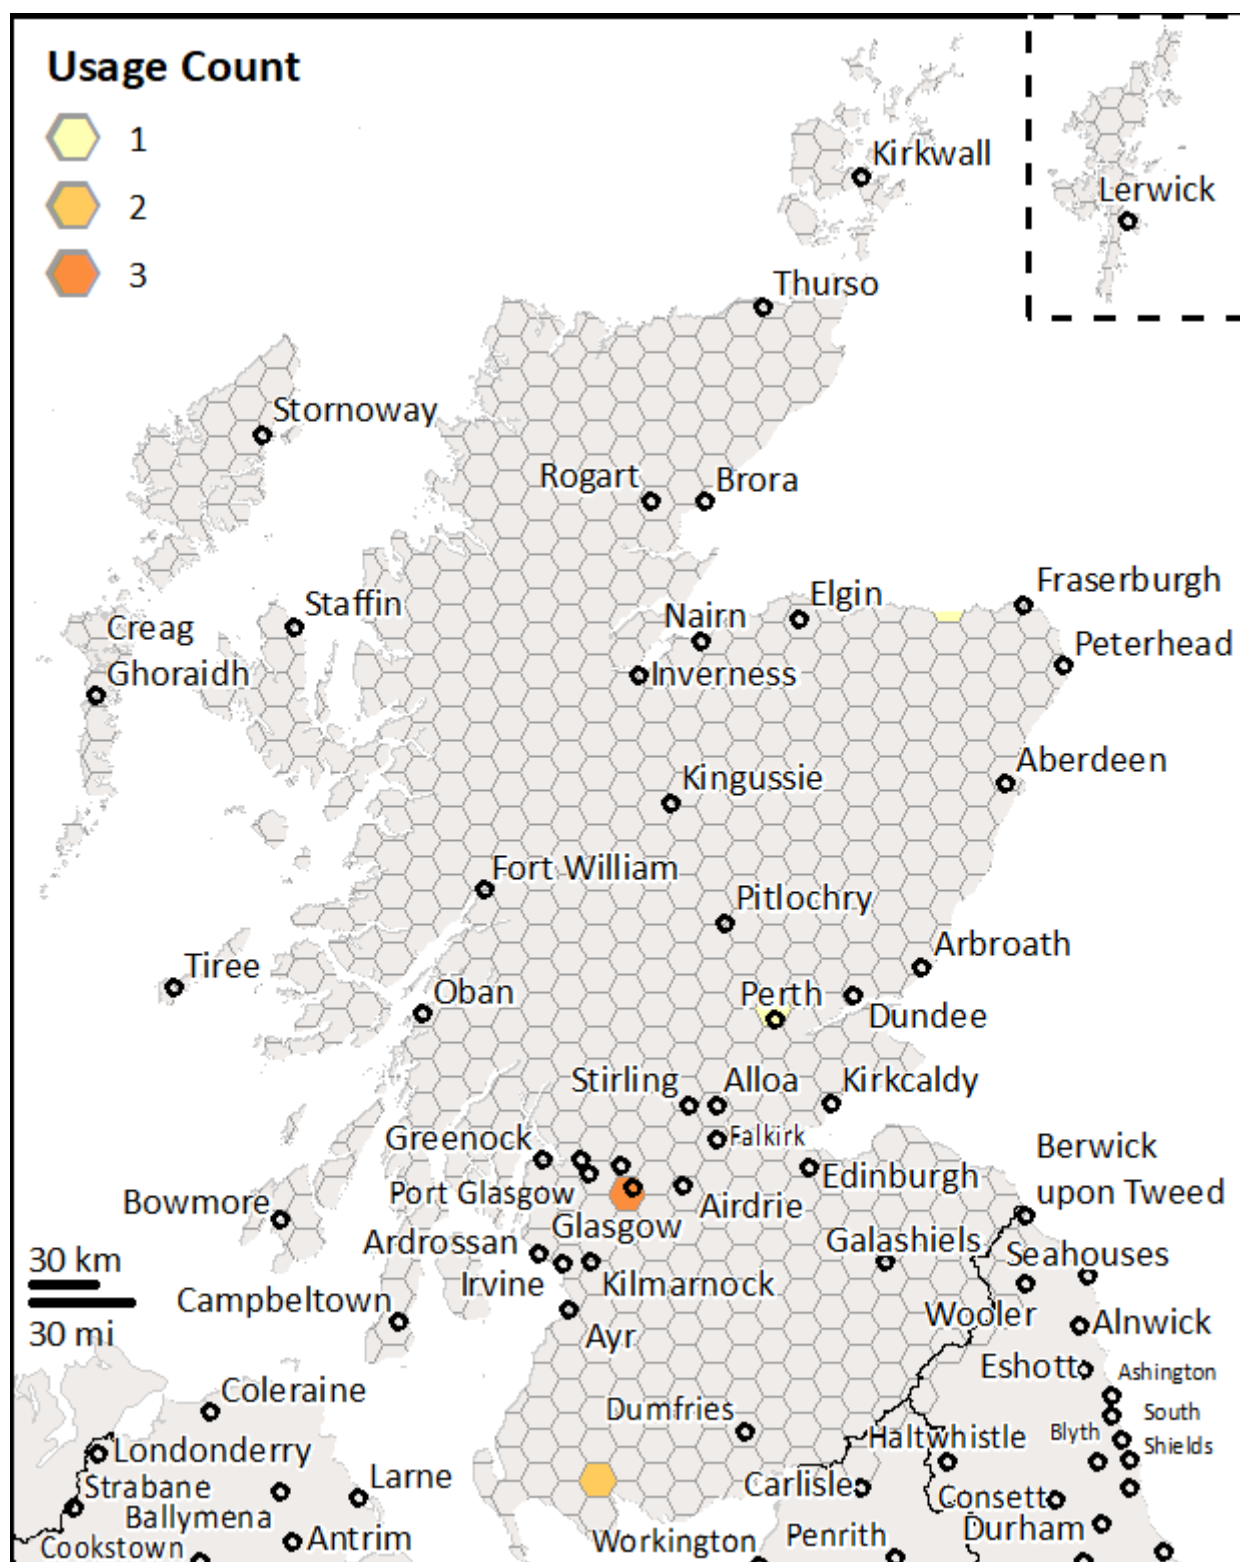 Usage Count
1
2
3
Kirkwall
Lerwick
Thurso
Stornoway
Rogart
Brora
Fraserburgh
Elgin
Staffin
Nairn
Creag
Ghoraidh
Peterhead
Inverness
Aberdeen
Kingussie
Fort William
Pitlochry
Arbroath
Tiree
Oban
Perth
Dundee
Stirling
Alloa
Kirkcaldy
Greenock
Falkirk
Berwick
upon Tweed
Edinburgh
Port Glasgow
Airdrie
Bowmore
Glasgow
Ardrossan
Galashiels
Seahouses
30 km
Irvine
Kilmarnock
Campbeltown
Wooler
Alnwick
30 mi
Ayr
Eshott
Ashington
Coleraine
Dumfries
South
Shields
Blyth
Haltwhistle
Londonderry
Larne
Strabane
Carlisle
Consett
Ballymena
Durham
Antrim
Workington
Penrith
Cookstown